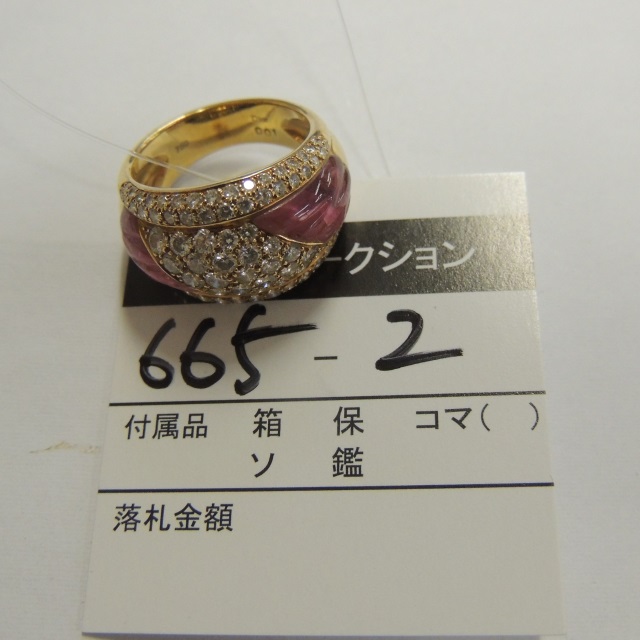 ークション
665-2
付属品 箱 保 コマ( )
ソ 鑑
落札金額